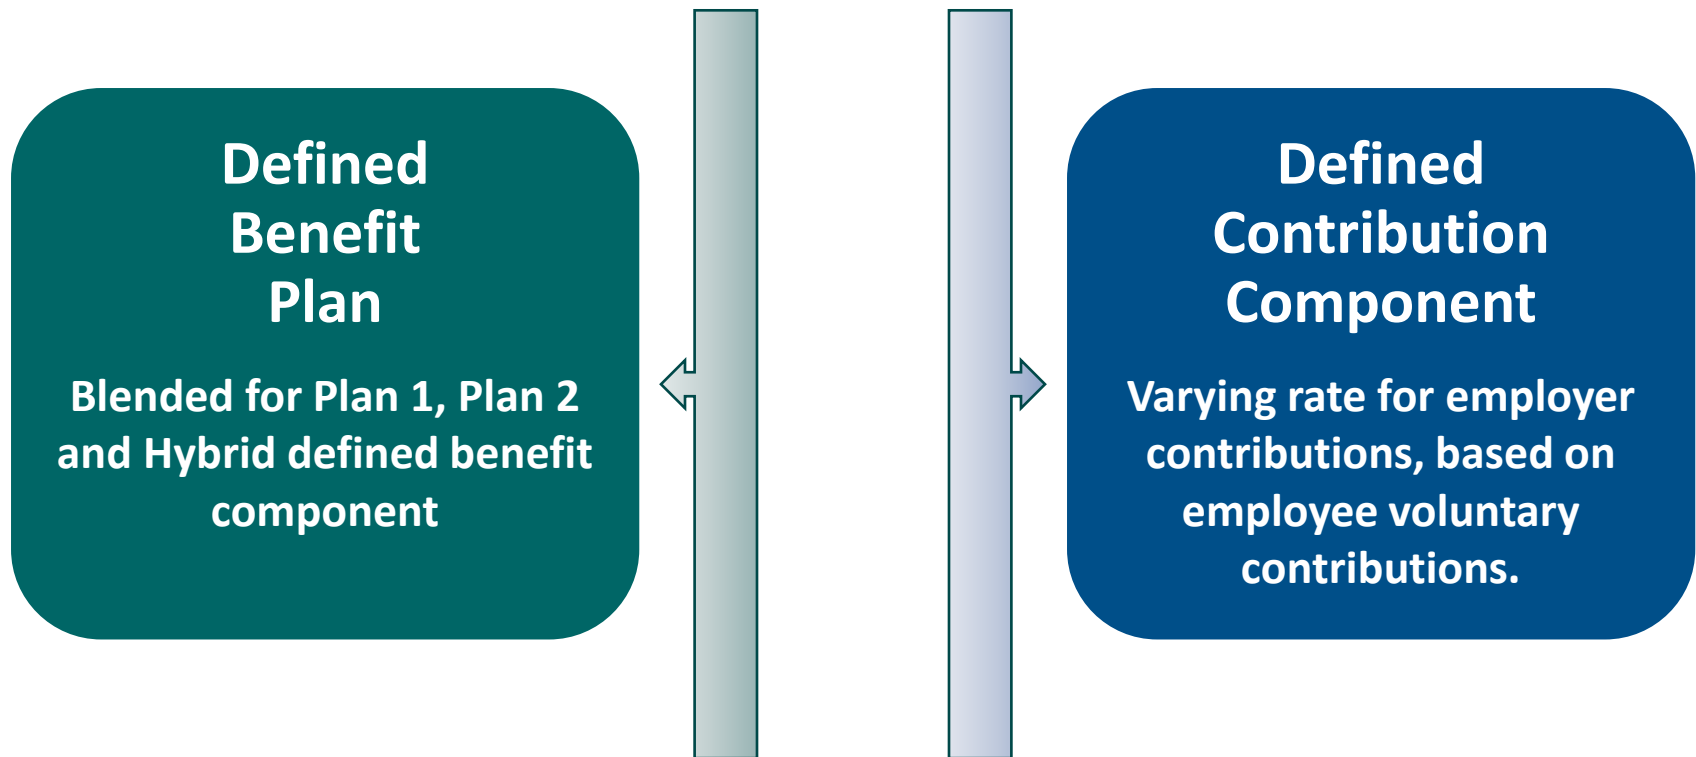 Defined
Benefit
Plan
Blended for Plan 1, Plan 2
and Hybrid defined benefit
component
Defined
Contribution
Component
Varying rate for employer
contributions, based on
employee voluntary
contributions.